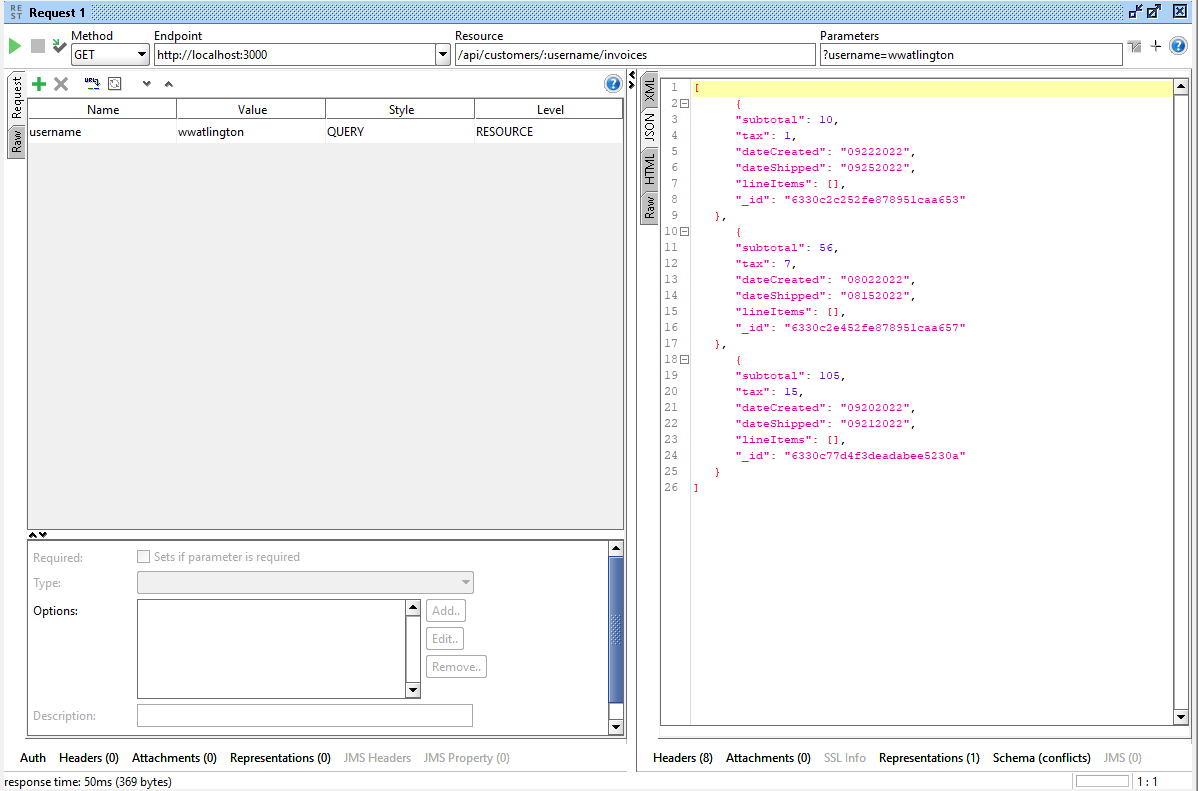 REST Request 1
Method Endpoint Resource Parameters
GET http://localhost:3000 /api/customers/:username/invoices ?username=wwatlington
Request
Raw
Name Value Style Level
username wwatlington QUERY RESOURCE
Required: Sets if parameter is required
Type:
Options:
Add..
Edit..
Remove..
Description:
Auth Headers (0) Attachments (0) Representations (0) JMS Headers JMS Property (0)
XML
JSON
HTML
Raw
1 [
2 {
3 "subtotal": 10,
4 "tax": 1,
5 "dateCreated": "09222022",
6 "dateShipped": "09252022",
7 "lineItems": [],
8 "_id": "6330c2c252fe878951caa653"
9 },
10 {
11 "subtotal": 56,
12 "tax": 7,
13 "dateCreated": "08022022",
14 "dateShipped": "08152022",
15 "lineItems": [],
16 "_id": "6330c2e452fe878951caa657"
17 },
18 {
19 "subtotal": 105,
20 "tax": 15,
21 "dateCreated": "09202022",
22 "dateShipped": "09212022",
23 "lineItems": [],
24 "_id": "6330c77d4f3deadabee5230a"
25 }
26 ]
Headers (8) Attachments (0) SSL Info Representations (1) Schema (conflicts) JMS (0)
response time: 50ms (369 bytes)
1 : 1